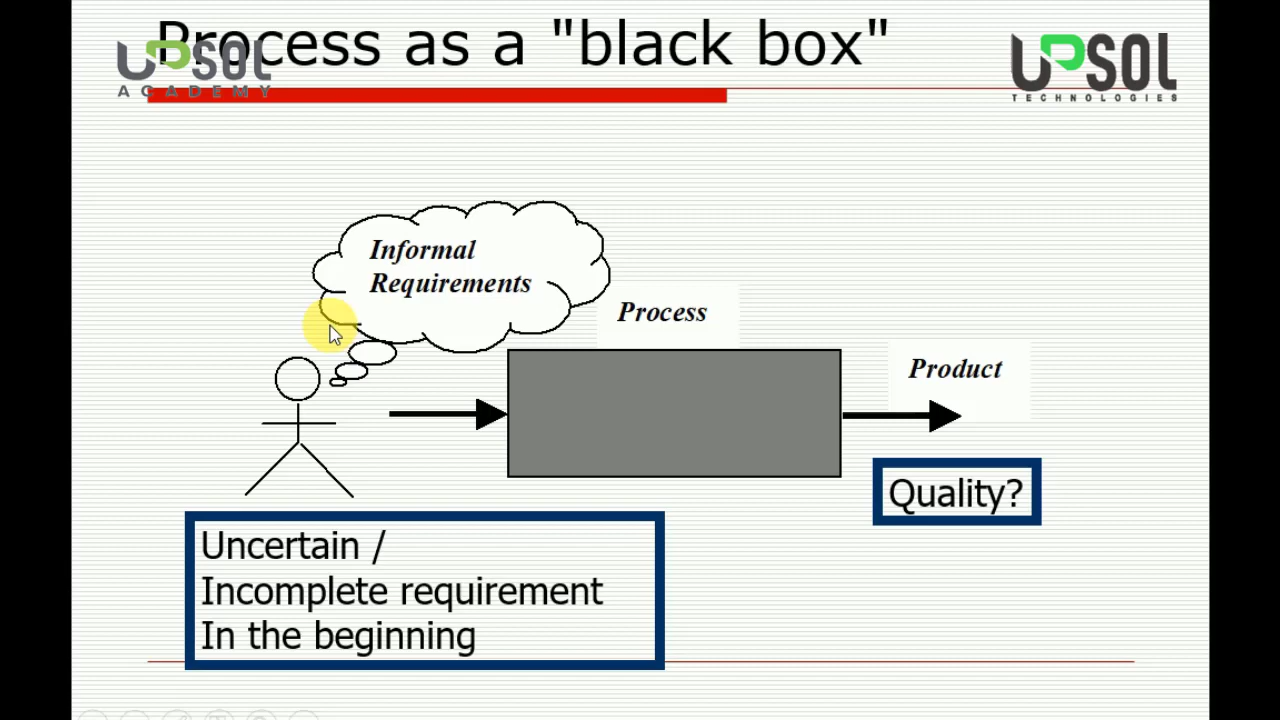 Process as a "black box"
UPSOL
ACADEMY
UPSOL
TECHNOLOGIES
Informal
Requirements
Process
Product
Quality?
Uncertain /
Incomplete requirement
In the beginning